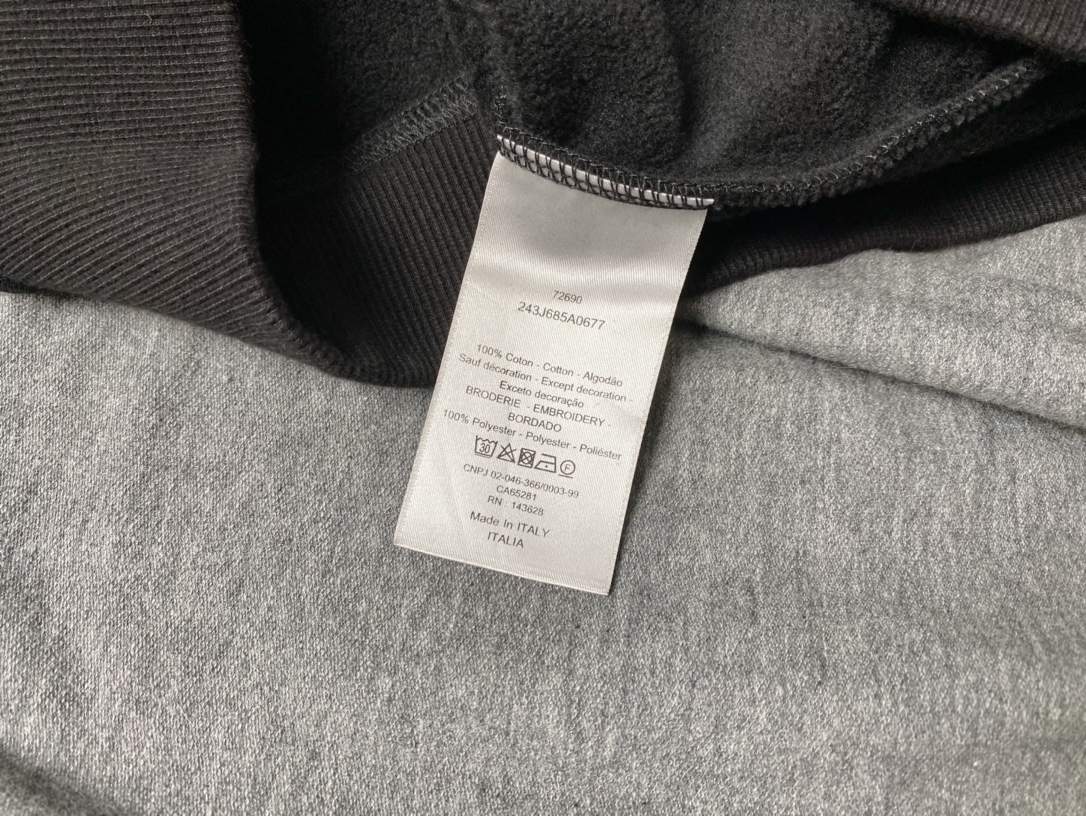 72690
243J685A0677
100% Coton - Cotton - Algodão
Sauf décoration - Except decoration -
Exceto decoração
BRODERIE - EMBROIDERY -
BORDADO
100% Polyester - Polyester - Poliéster
30 F
CNPJ 02-046-366/0003-99
CA65281
RN : 143628
Made In ITALY
ITALIA